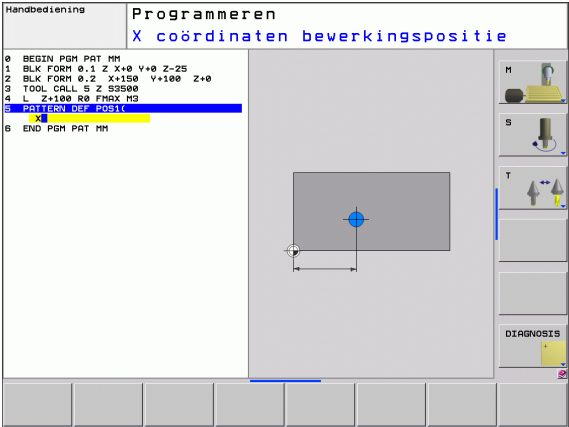 Handbediening
Programmeren
X coördinaten bewerkingspositie
0 BEGIN PGM PAT MM
1 BLK FORM 0.1 Z X+0 Y+0 Z-25
2 BLK FORM 0.2 X+150 Y+100 Z+0
3 TOOL CALL 5 Z S3500
4 L Z+100 R0 FMAX M3
5 PATTERN DEF POS1(
X
6 END PGM PAT MM
M
S
T
DIAGNOSIS